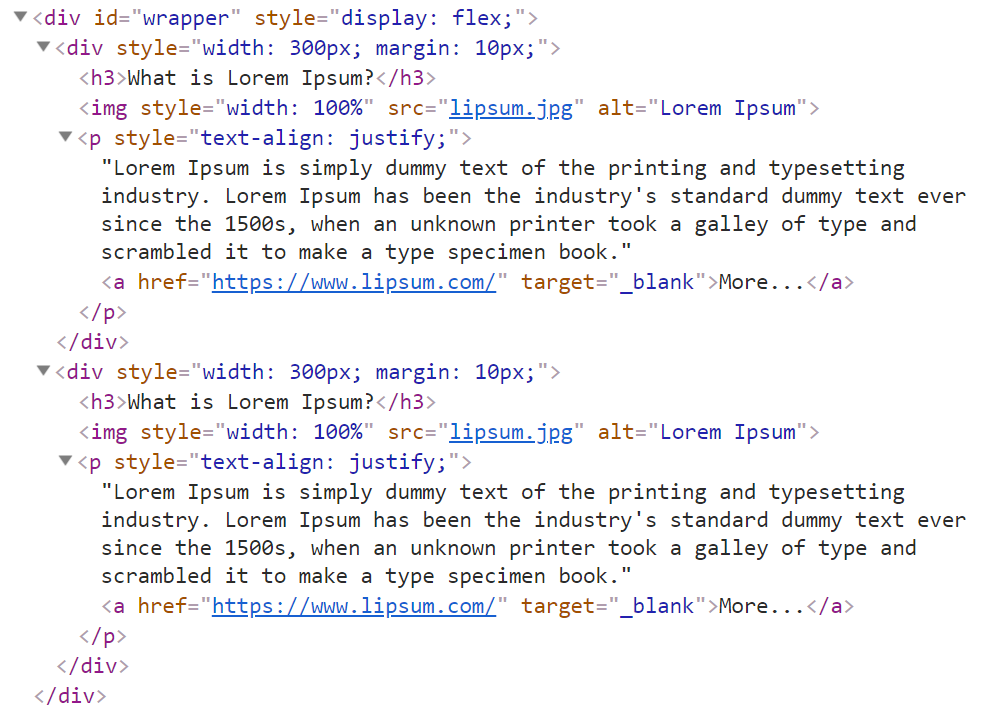 <div id="wrapper" style="display: flex;">
<div style="width: 300px; margin: 10px;">
<h3>What is Lorem Ipsum?</h3>
<img style="width: 100%" src="lipsum.jpg" alt="Lorem Ipsum">
<p style="text-align: justify;">
"Lorem Ipsum is simply dummy text of the printing and typesetting
industry. Lorem Ipsum has been the industry's standard dummy text ever
since the 1500s, when an unknown printer took a galley of type and
scrambled it to make a type specimen book."
<a href="https://www.lipsum.com/" target="_blank">More...</a>
</p>
</div>
<div style="width: 300px; margin: 10px;">
<h3>What is Lorem Ipsum?</h3>
<img style="width: 100%" src="lipsum.jpg" alt="Lorem Ipsum">
<p style="text-align: justify;">
"Lorem Ipsum is simply dummy text of the printing and typesetting
industry. Lorem Ipsum has been the industry's standard dummy text ever
since the 1500s, when an unknown printer took a galley of type and
scrambled it to make a type specimen book."
<a href="https://www.lipsum.com/" target="_blank">More...</a>
</p>
</div>
</div>